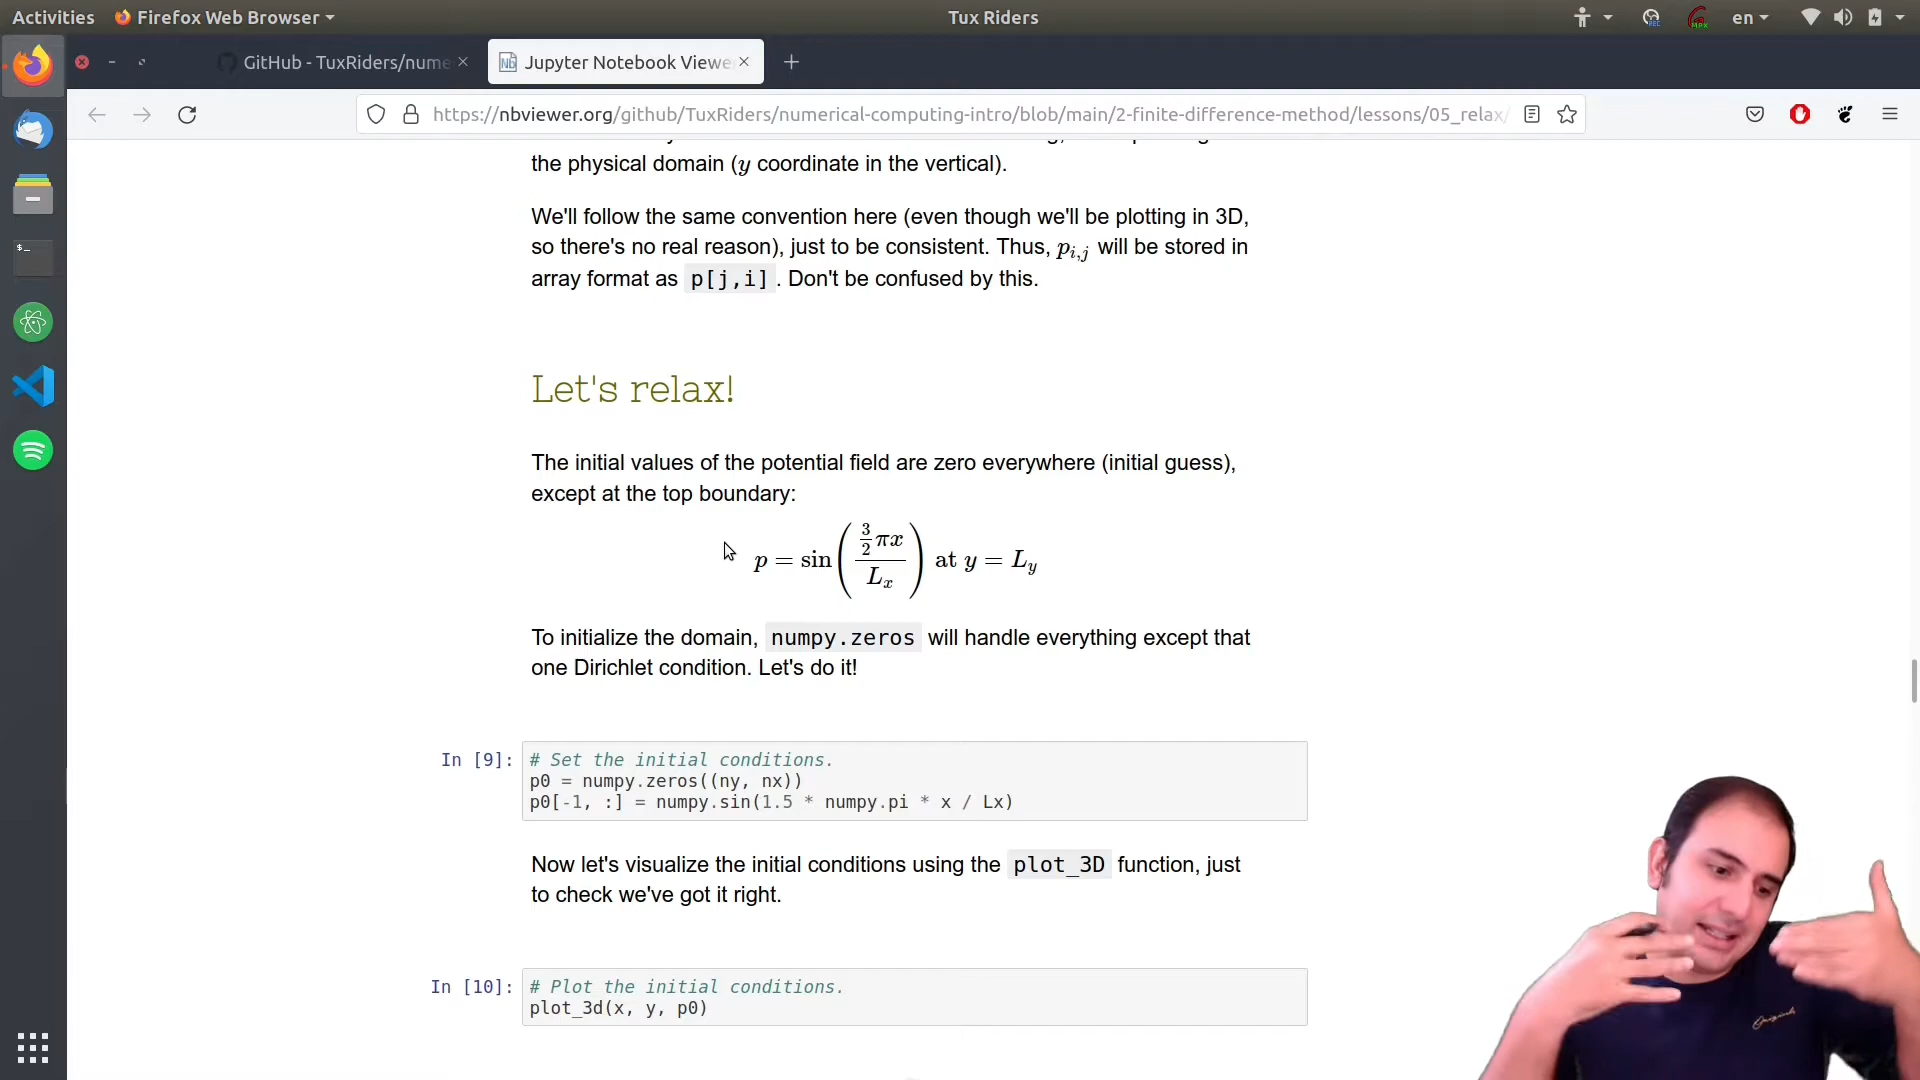 Activities
Firefox Web Browser
Tux Riders
en
GitHub - TuxRiders/nume
Jupyter Notebook Viewe
https://nbviewer.org/github/TuxRiders/numerical-computing-intro/blob/main/2-finite-difference-method/lessons/05_relax/
the physical domain (y coordinate in the vertical).
We'll follow the same convention here (even though we'll be plotting in 3D,
so there's no real reason), just to be consistent. Thus, p_{i,j} will be stored in
array format as p[j,i] . Don't be confused by this.
Let's relax!
The initial values of the potential field are zero everywhere (initial guess),
except at the top boundary:
p = sin( (3/2 πx) / L_x ) at y = L_y
To initialize the domain, numpy.zeros will handle everything except that
one Dirichlet condition. Let's do it!
In [9]:
# Set the initial conditions.
p0 = numpy.zeros((ny, nx))
p0[-1, :] = numpy.sin(1.5 * numpy.pi * x / Lx)
Now let's visualize the initial conditions using the plot_3D function, just
to check we've got it right.
In [10]:
# Plot the initial conditions.
plot_3d(x, y, p0)